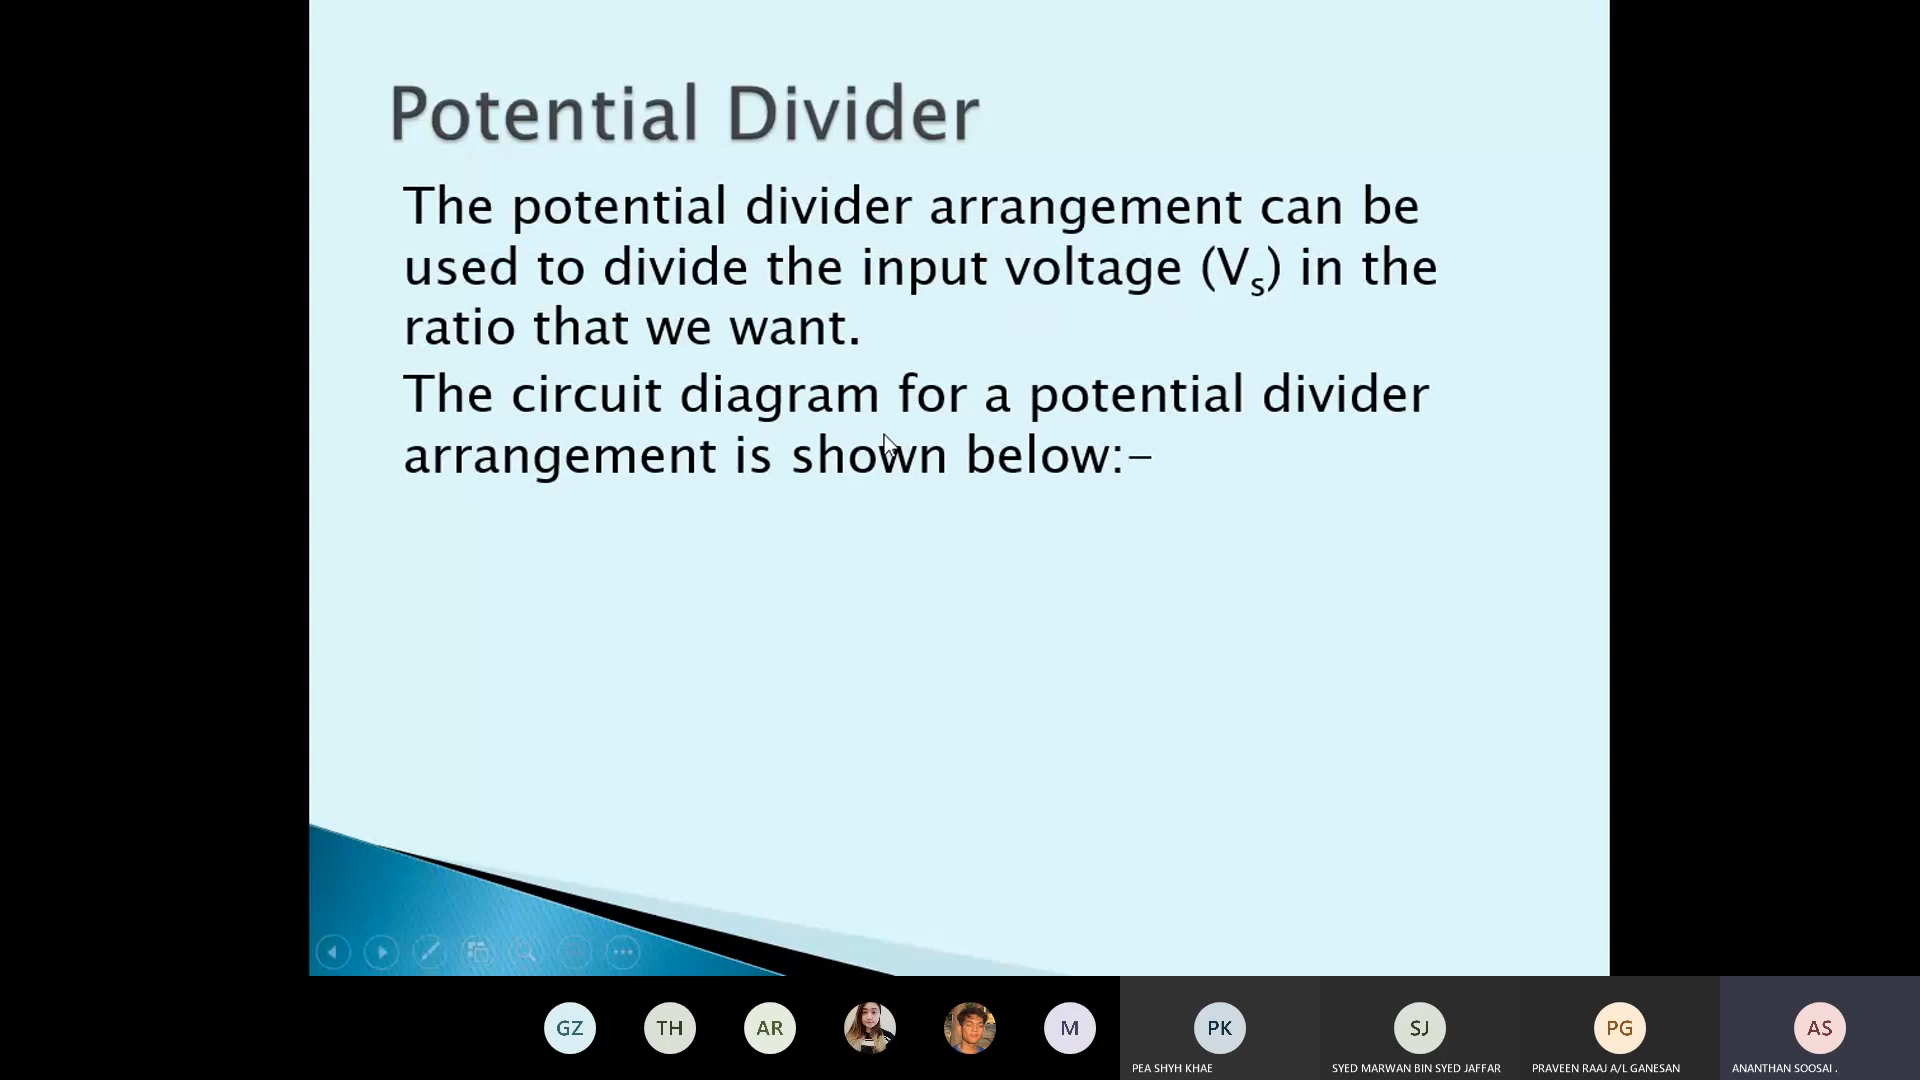 Potential Divider
The potential divider arrangement can be
used to divide the input voltage (Vs) in the
ratio that we want.
The circuit diagram for a potential divider
arrangement is shown below:-
GZ
TH
AR
M
PK
SJ
PG
AS
PEA SHYH KHAE
SYED MARWAN BIN SYED JAFFAR
PRAVEEN RAAJ A/L GANESAN
ANANTHAN SOOSAI .